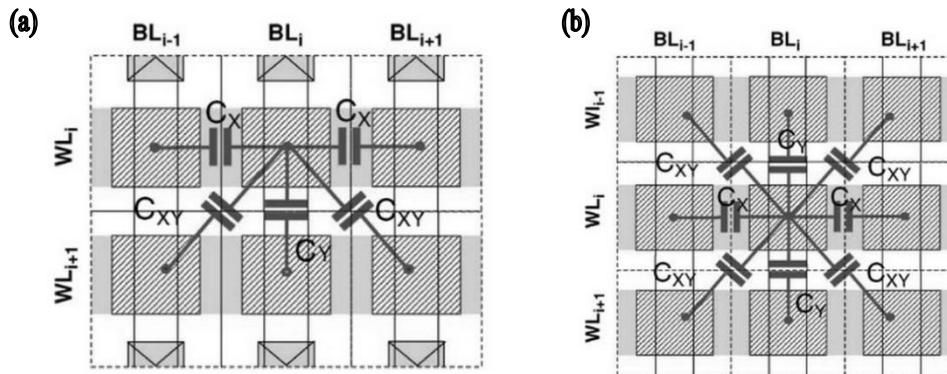 (a)
BLi-1 BLi BLi+1
WLi
CX CX
CXY CXY
CY
WLi+1
(b)
BLi-1 BLi BLi+1
Wli-1
CY
CXY CXY
WLi
CX CX
CXY CXY
CY
WLi+1